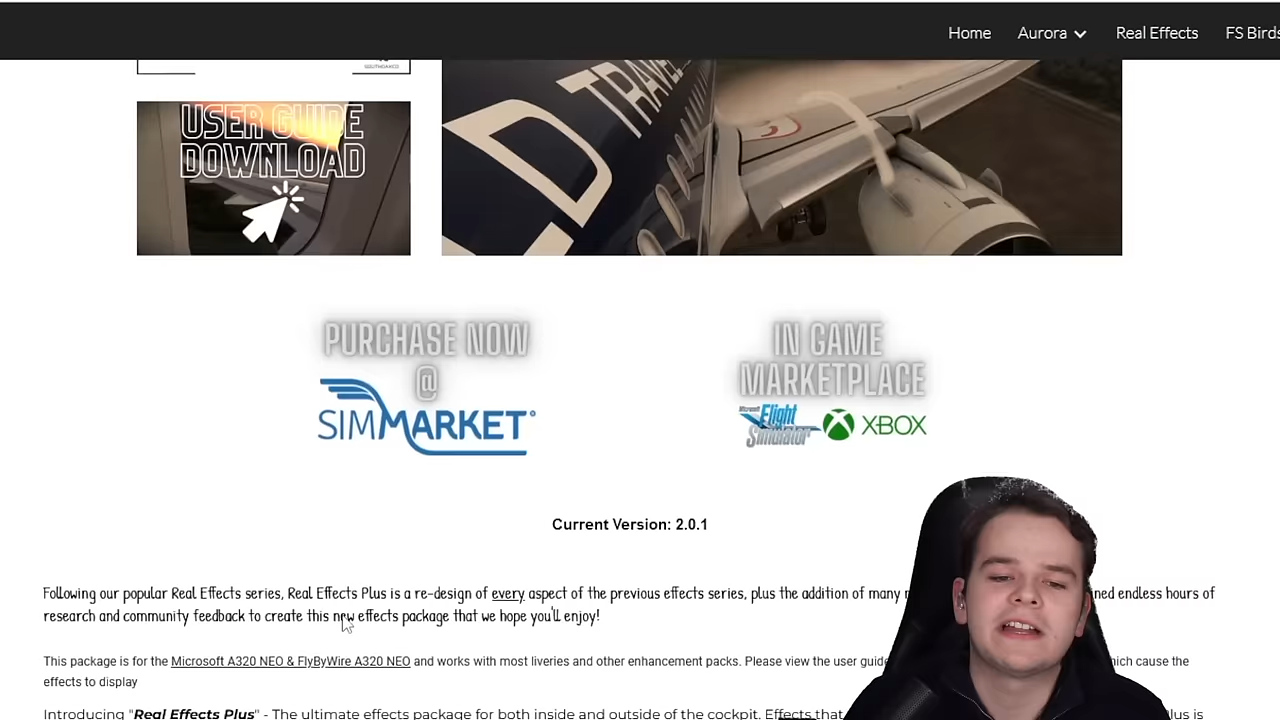 Home Aurora Real Effects FS Birds
USER GUIDE
DOWNLOAD
D TRAVEL
PURCHASE NOW
@
SIMMARKET
IN GAME
MARKETPLACE
Microsoft
Flight
Simulator
XBOX
Current Version: 2.0.1
Following our popular Real Effects series, Real Effects Plus is a re-design of every aspect of the previous effects series, plus the addition of many endless hours of
research and community feedback to create this new effects package that we hope you'll enjoy!
This package is for the Microsoft A320 NEO & FlyByWire A320 NEO and works with most liveries and other enhancement packs. Please view the user guide which cause the
effects to display
Introducing "Real Effects Plus" - The ultimate effects package for both inside and outside of the cockpit. Effects that Plus is